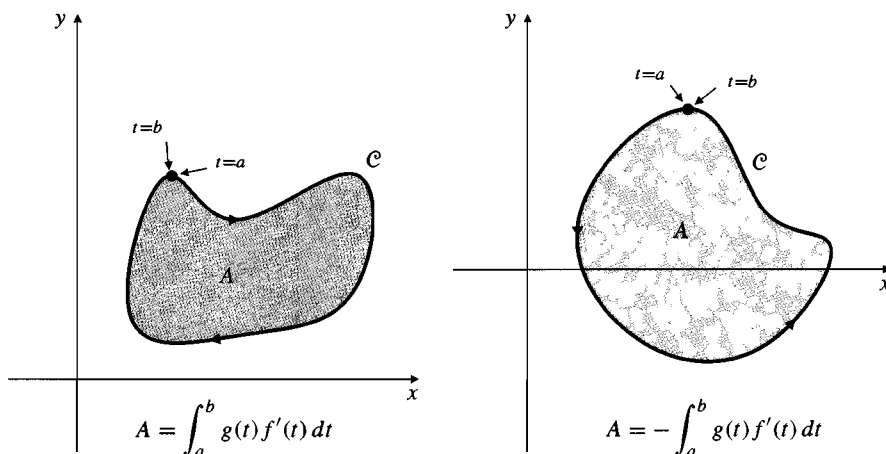 y
t=b
t=a
𝒞
A
x
A = ∫_a^b g(t) f′(t) dt
y
t=a
t=b
𝒞
A
x
A = − ∫_a^b g(t) f′(t) dt